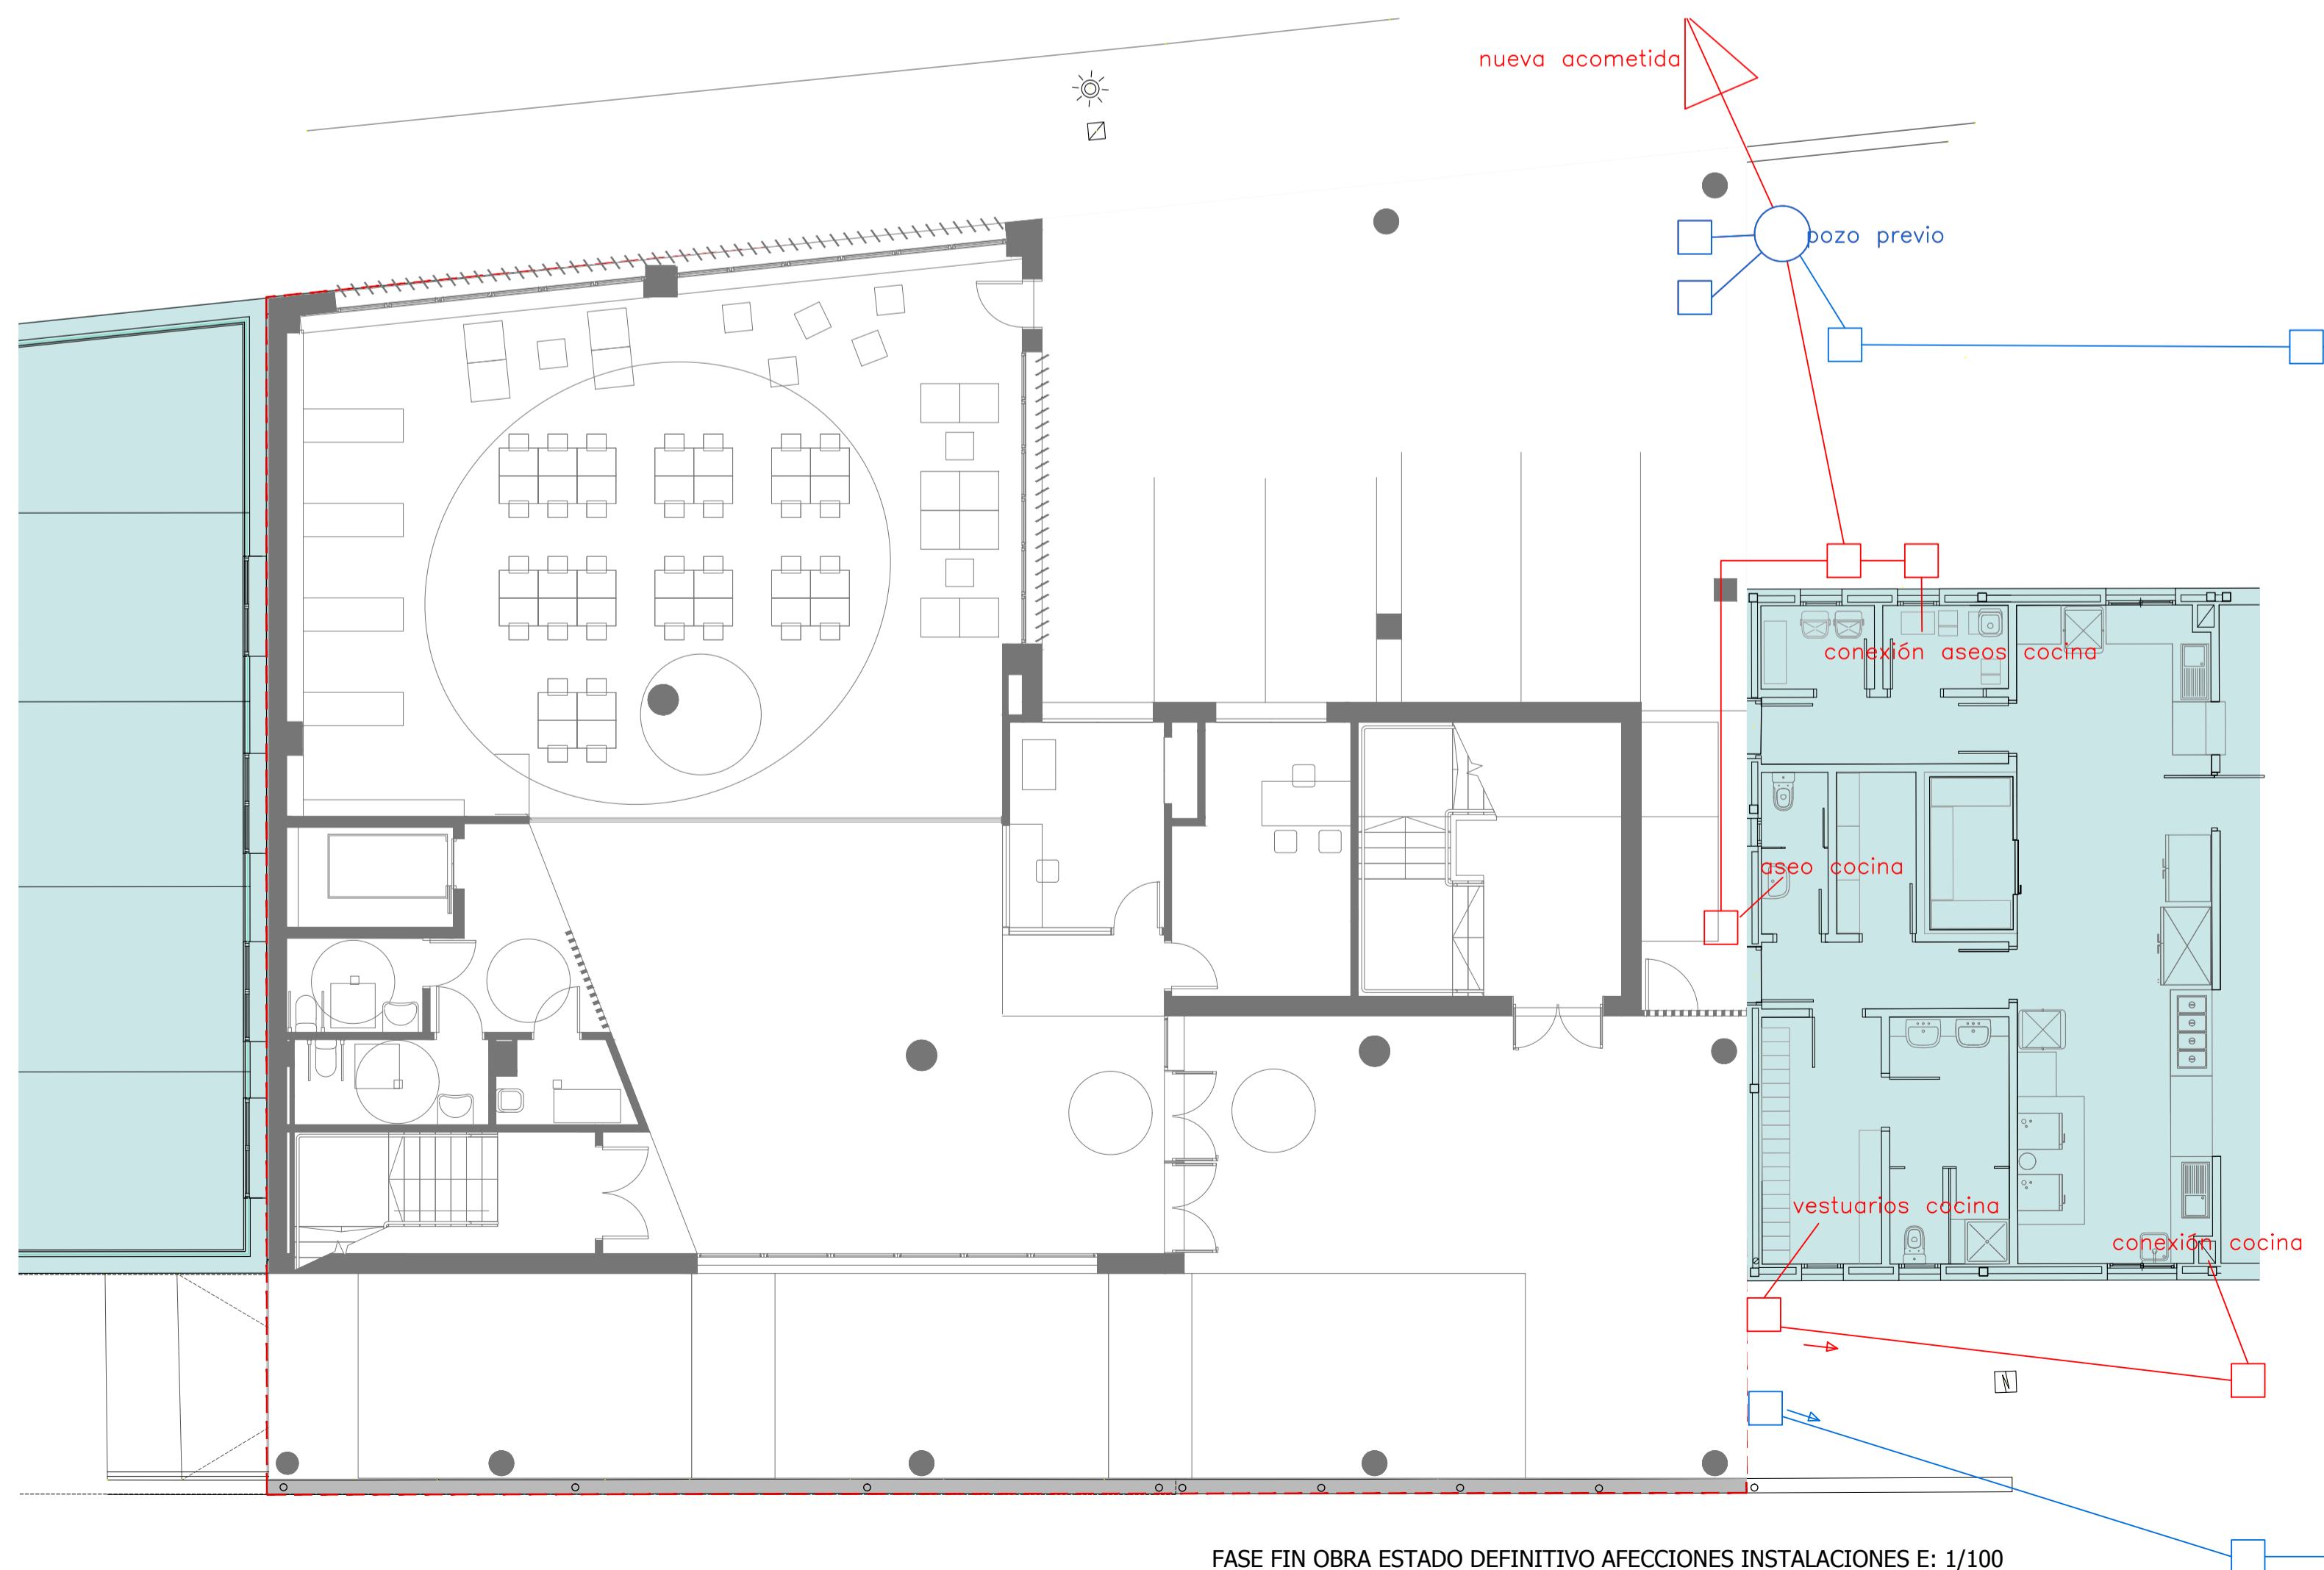 nueva acometida
pozo previo
conexión aseos cocina
aseo cocina
vestuarios cocina
conexión cocina
FASE FIN OBRA ESTADO DEFINITIVO AFECCIONES INSTALACIONES E: 1/100